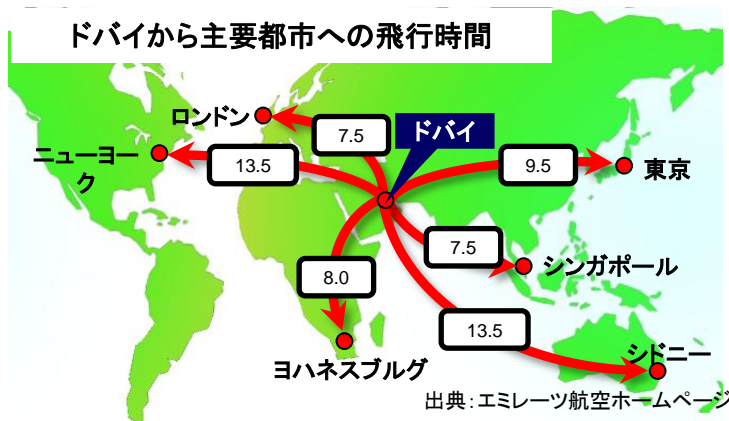 ドバイから主要都市への飛行時間
ロンドン
7.5
ドバイ
ニューヨー
ク
13.5
9.5
東京
7.5
シンガポール
8.0
13.5
ヨハネスブルグ
シドニー
出典：エミレーツ航空ホームページ